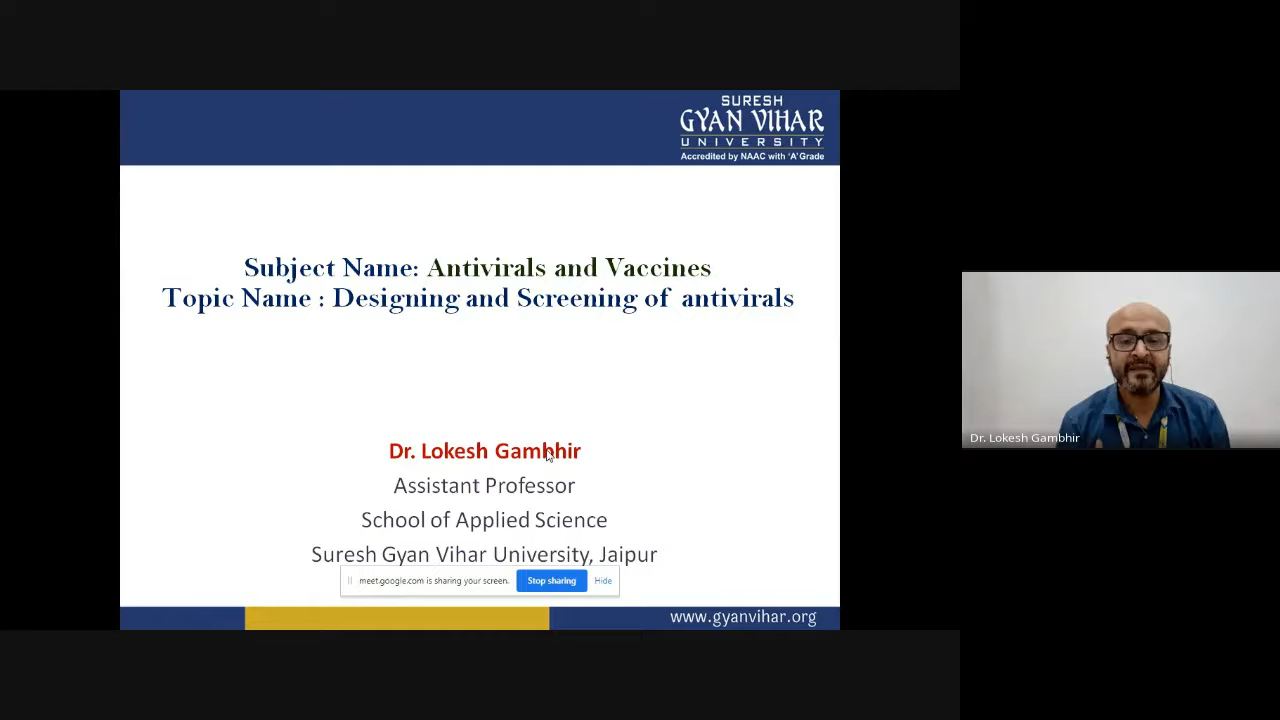 SURESH
GYAN VIHAR
UNIVERSITY
Accredited by NAAC with 'A' Grade
Subject Name: Antivirals and Vaccines
Topic Name : Designing and Screening of antivirals
Dr. Lokesh Gambhir
Assistant Professor
School of Applied Science
Suresh Gyan Vihar University, Jaipur
meet.google.com is sharing your screen. Stop sharing Hide
www.gyanvihar.org
Dr. Lokesh Gambhir